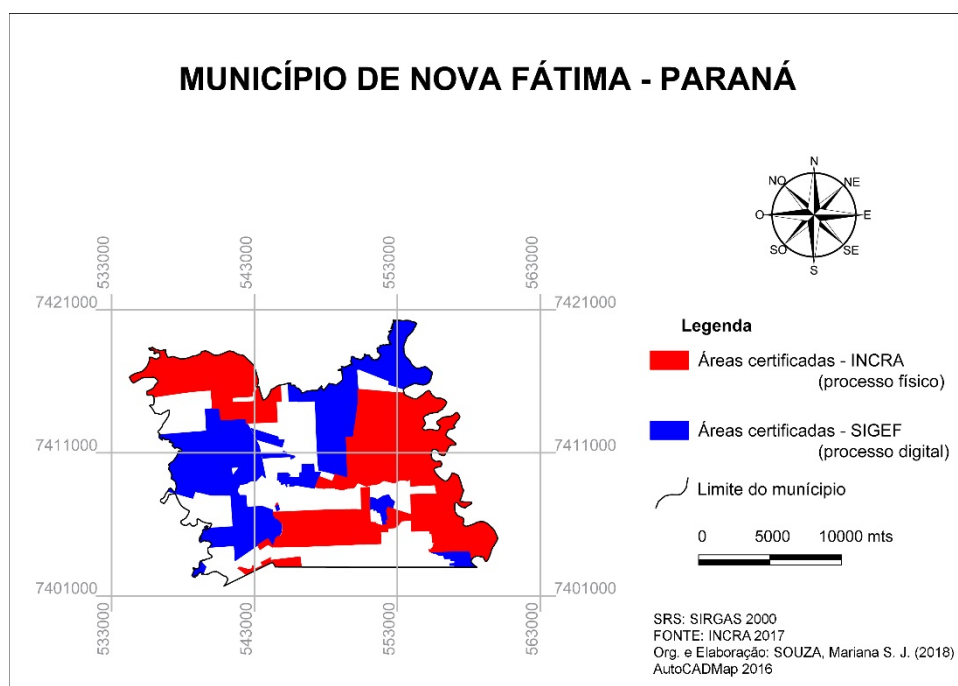 MUNICÍPIO DE NOVA FÁTIMA - PARANÁ
N
NO
NE
O
E
SO
SE
S
533000
543000
553000
563000
7421000
7421000
7411000
7411000
7401000
7401000
533000
543000
553000
563000
Legenda
Áreas certificadas - INCRA
(processo físico)
Áreas certificadas - SIGEF
(processo digital)
Limite do munícipio
0 5000 10000 mts
SRS: SIRGAS 2000
FONTE: INCRA 2017
Org. e Elaboração: SOUZA, Mariana S. J. (2018)
AutoCADMap 2016